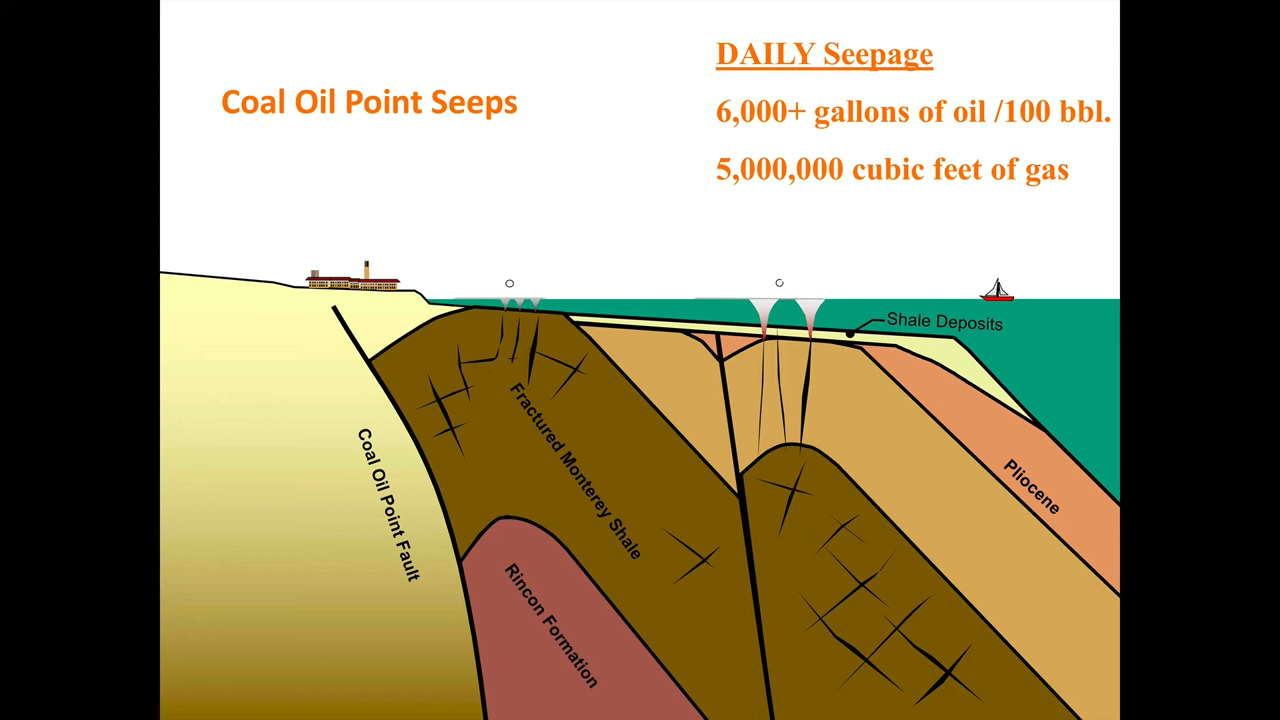 DAILY Seepage
Coal Oil Point Seeps
6,000+ gallons of oil /100 bbl.
5,000,000 cubic feet of gas
Shale Deposits
Fractured Monterey Shale
Coal Oil Point Fault
Pliocene
Rincon Formation